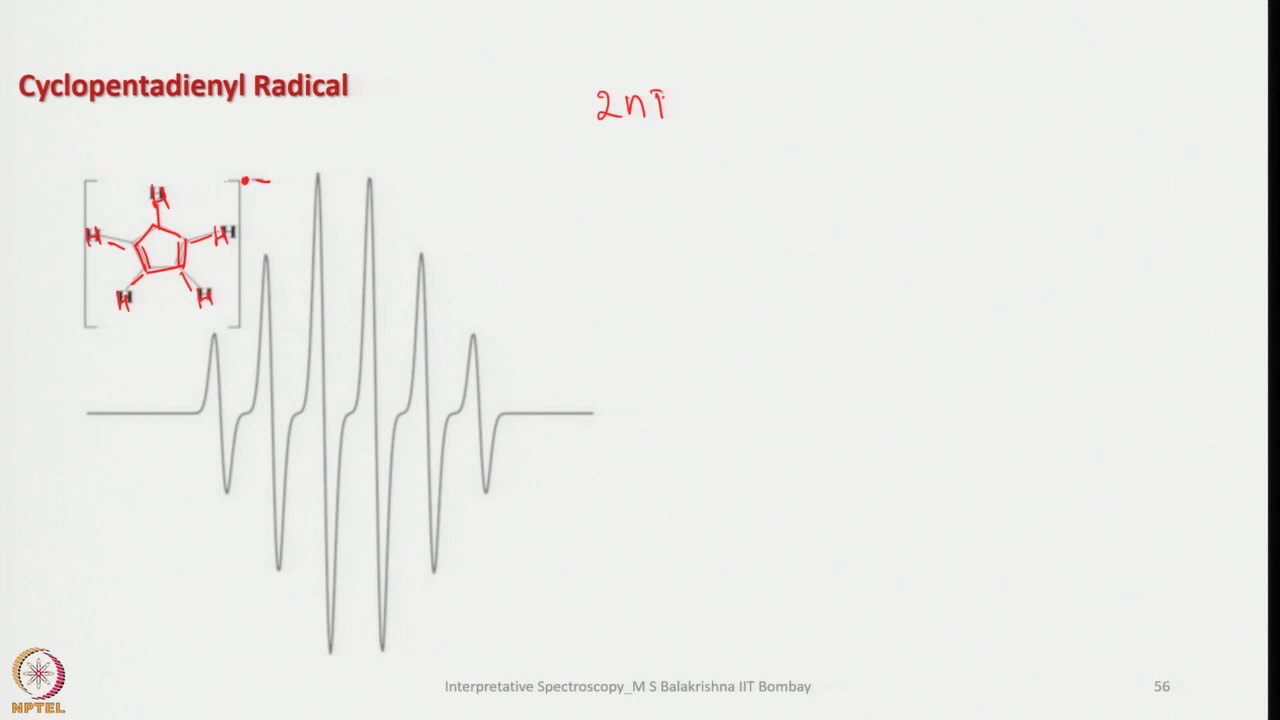 Cyclopentadienyl Radical
2nI
H
H
H
H
H
Interpretative Spectroscopy_M S Balakrishna IIT Bombay
56
NPTEL